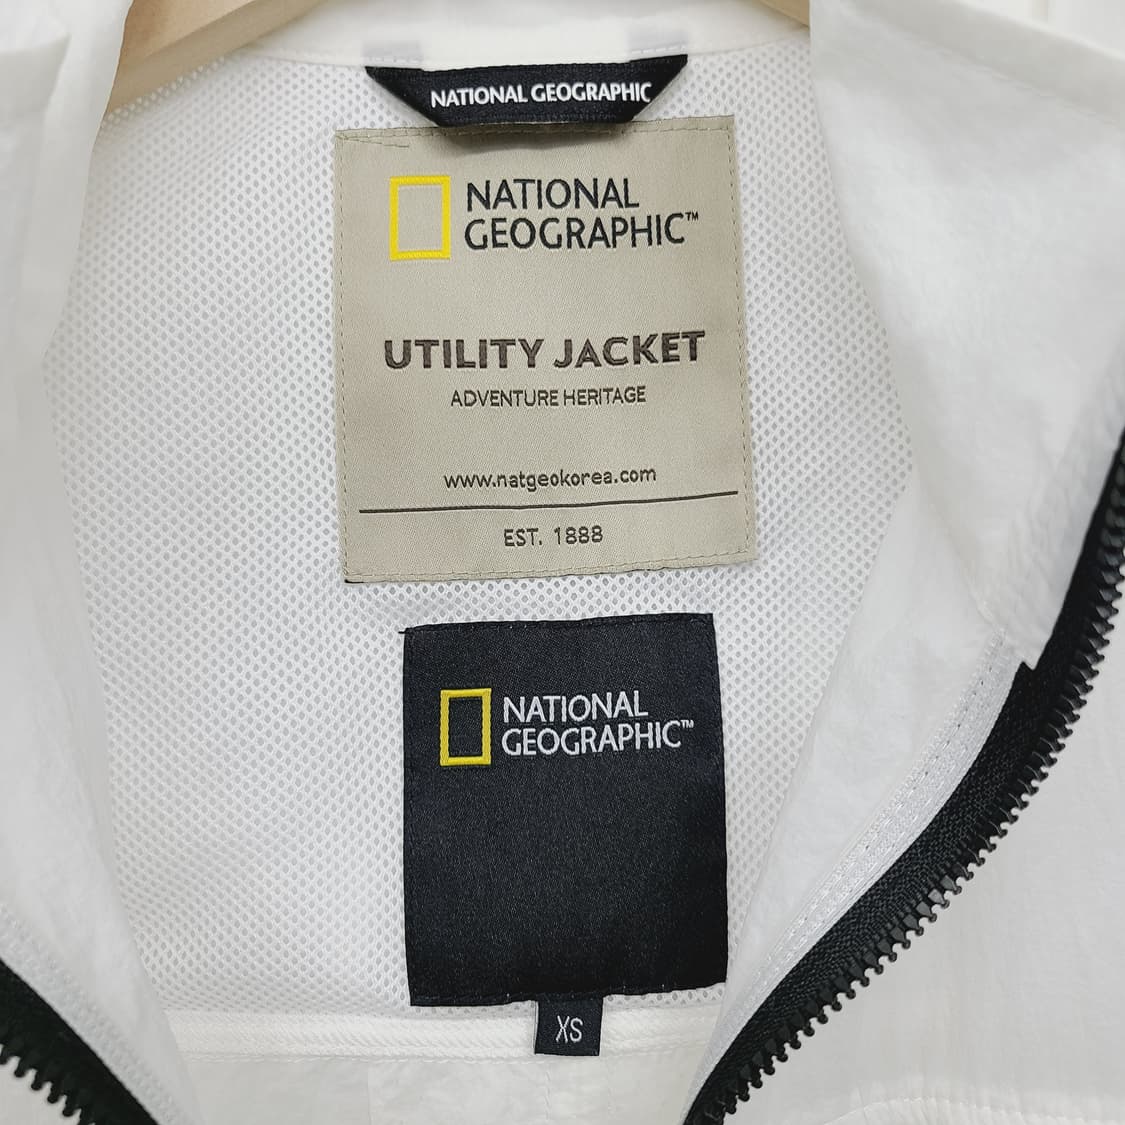 NATIONAL GEOGRAPHIC
NATIONAL
GEOGRAPHIC™
UTILITY JACKET
ADVENTURE HERITAGE
www.natgeokorea.com
EST. 1888
NATIONAL
GEOGRAPHIC™
XS